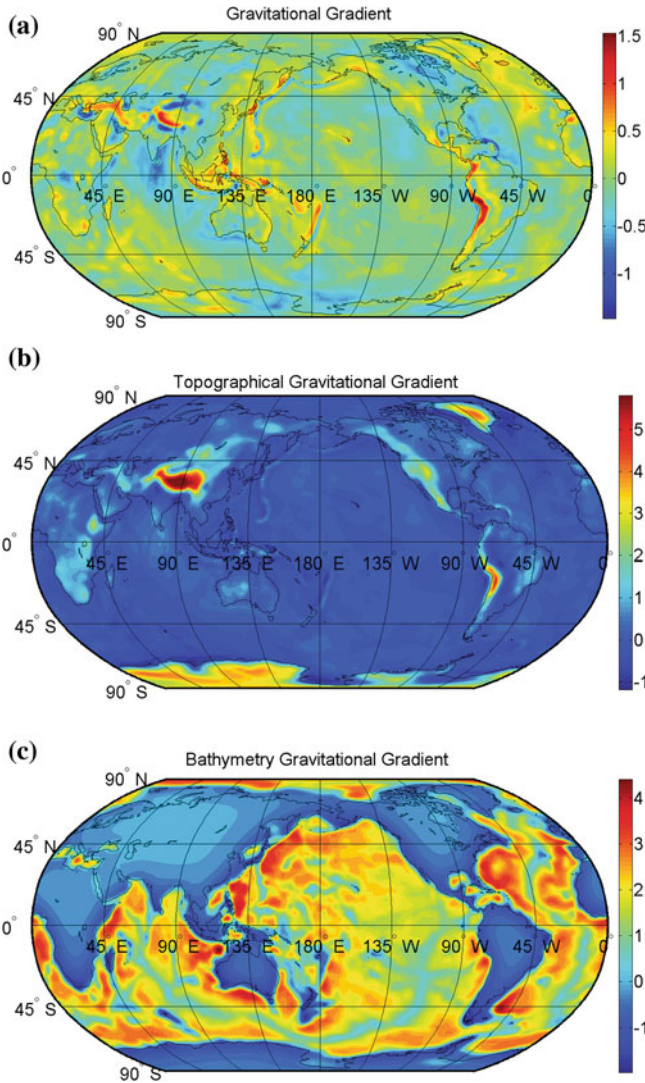 (a)
Gravitational Gradient
90° N
45° N
0°
45° S
90° S
45 E 90 E 135° E 180° E 135° W 90° W 45° W 0°
1.5
1
0.5
0
-0.5
-1
(b)
Topographical Gravitational Gradient
90° N
45° N
0°
45° S
90° S
45 E 90 E 135° E 180° E 135° W 90° W 45° W 0°
5
4
3
2
1
0
-1
(c)
Bathymetry Gravitational Gradient
90° N
45° N
0°
45° S
90° S
45 E 90 E 135° E 180° E 135° W 90° W 45° W 0°
4
3
2
1
0
-1